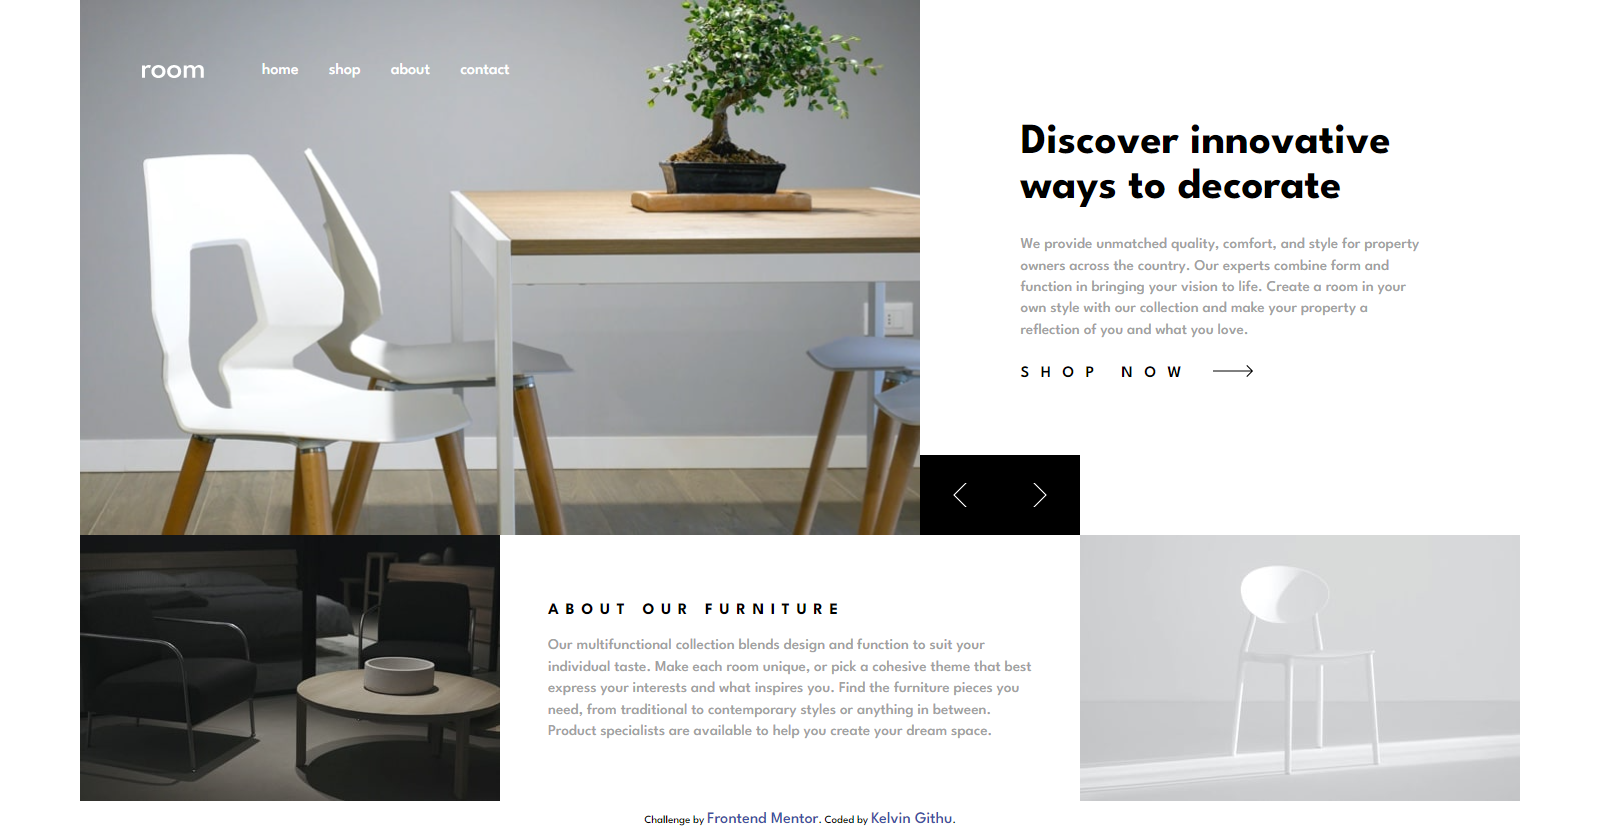 room
home shop about contact
Discover innovative
ways to decorate
We provide unmatched quality, comfort, and style for property
owners across the country. Our experts combine form and
function in bringing your vision to life. Create a room in your
own style with our collection and make your property a
reflection of you and what you love.
SHOP NOW
ABOUT OUR FURNITURE
Our multifunctional collection blends design and function to suit your
individual taste. Make each room unique, or pick a cohesive theme that best
express your interests and what inspires you. Find the furniture pieces you
need, from traditional to contemporary styles or anything in between.
Product specialists are available to help you create your dream space.
Challenge by Frontend Mentor. Coded by Kelvin Githu.